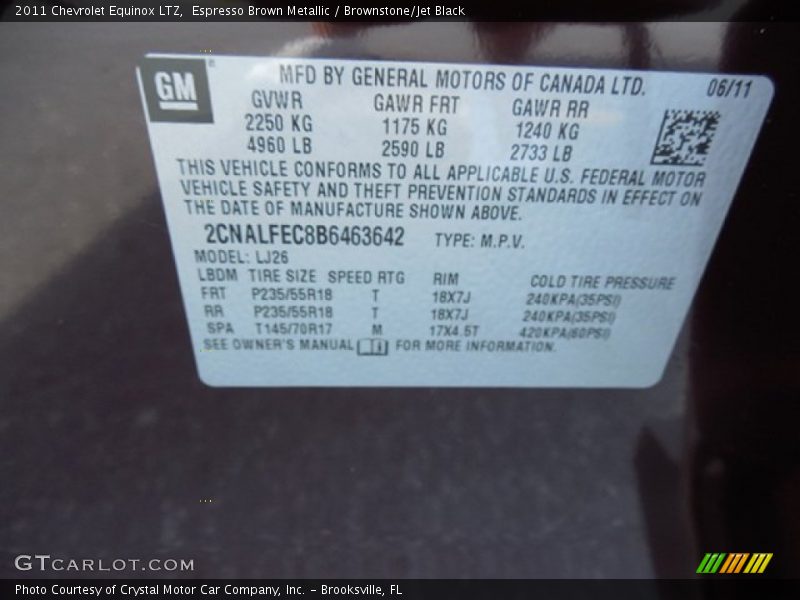 2011 Chevrolet Equinox LTZ,  Espresso Brown Metallic / Brownstone/Jet Black
GM ®
MFD BY GENERAL MOTORS OF CANADA LTD. 06/11
GVWR GAWR FRT GAWR RR
2250 KG 1175 KG 1240 KG
4960 LB 2590 LB 2733 LB
THIS VEHICLE CONFORMS TO ALL APPLICABLE U.S. FEDERAL MOTOR
VEHICLE SAFETY AND THEFT PREVENTION STANDARDS IN EFFECT ON
THE DATE OF MANUFACTURE SHOWN ABOVE.
2CNALFEC8B6463642 TYPE: M.P.V.
MODEL: LJ26
LBDM TIRE SIZE SPEED RTG RIM COLD TIRE PRESSURE
FRT P235/55R18 T 18X7J 240KPA(35PSI)
RR P235/55R18 T 18X7J 240KPA(35PSI)
SPA T145/70R17 M 17X4.5T 420KPA(60PSI)
SEE OWNER'S MANUAL FOR MORE INFORMATION.
GTCARLOT.COM
Photo Courtesy of Crystal Motor Car Company, Inc. – Brooksville, FL